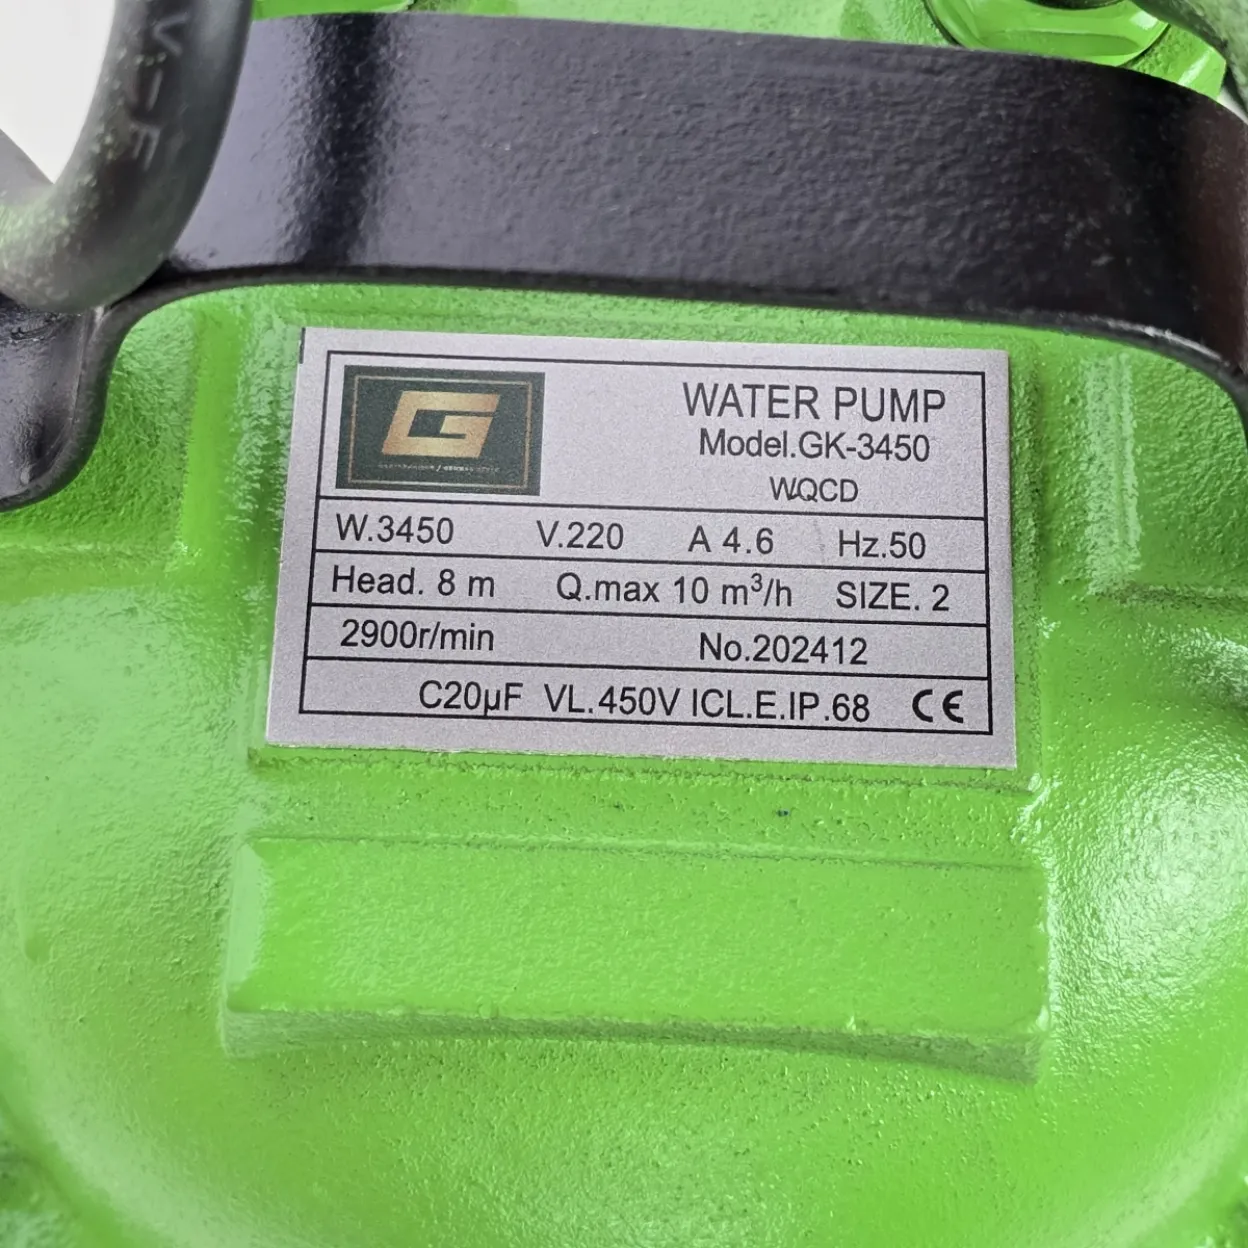 G
WATER PUMP
Model.GK-3450
WQCD
W.3450 V.220 A 4.6 Hz.50
Head. 8 m Q.max 10 m³/h SIZE. 2
2900r/min No.202412
C20µF VL.450V ICL.E.IP.68 CE